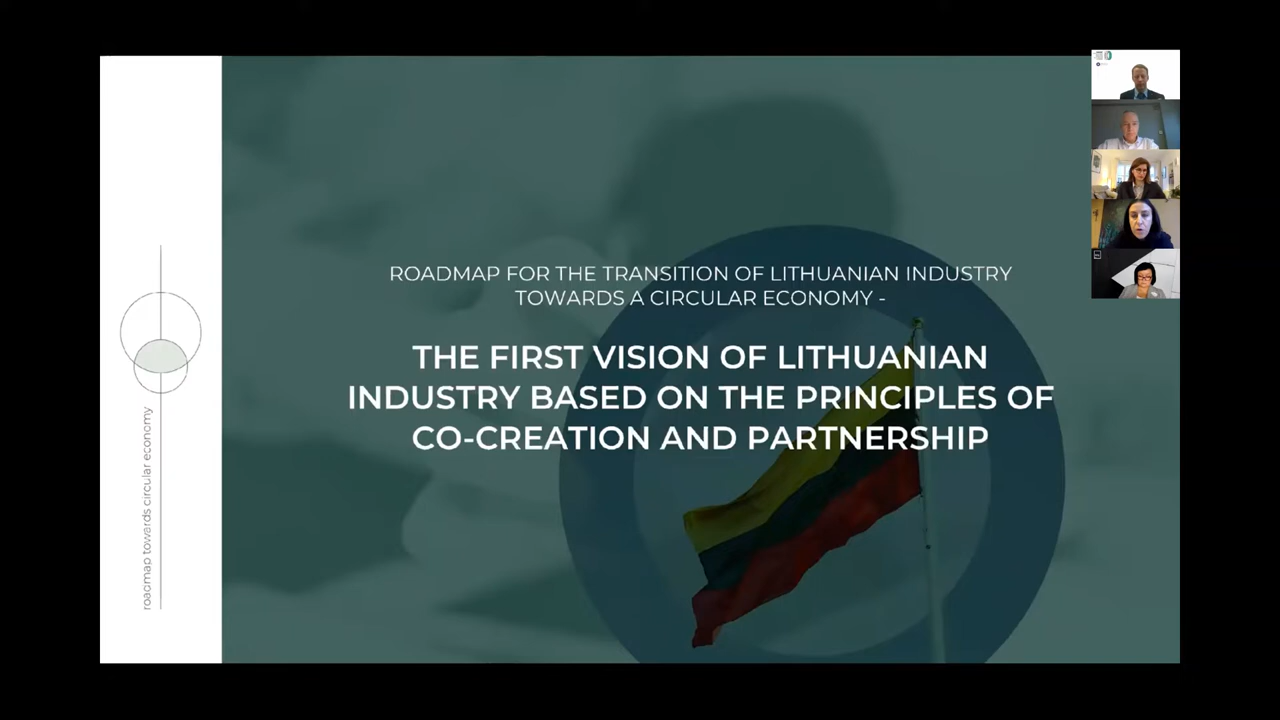 ROADMAP FOR THE TRANSITION OF LITHUANIAN INDUSTRY
TOWARDS A CIRCULAR ECONOMY -
THE FIRST VISION OF LITHUANIAN
INDUSTRY BASED ON THE PRINCIPLES OF
CO-CREATION AND PARTNERSHIP
roadmap towards circular economy